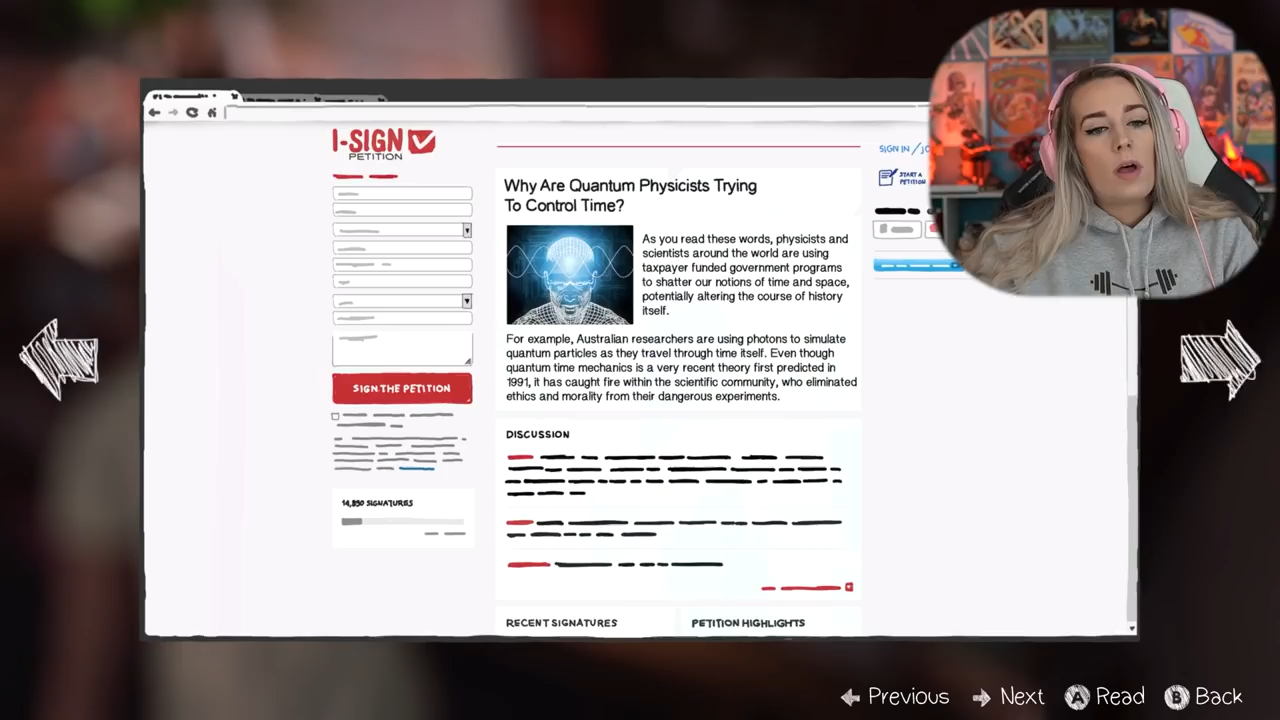 I-SIGN
PETITION
SIGN IN / JO
START A
PETITION
Why Are Quantum Physicists Trying
To Control Time?
As you read these words, physicists and
scientists around the world are using
taxpayer funded government programs
to shatter our notions of time and space,
potentially altering the course of history
itself.
For example, Australian researchers are using photons to simulate
quantum particles as they travel through time itself. Even though
quantum time mechanics is a very recent theory first predicted in
1991, it has caught fire within the scientific community, who eliminated
ethics and morality from their dangerous experiments.
SIGN THE PETITION
DISCUSSION
14,890 SIGNATURES
RECENT SIGNATURES
PETITION HIGHLIGHTS
Previous
Next
A Read
B Back